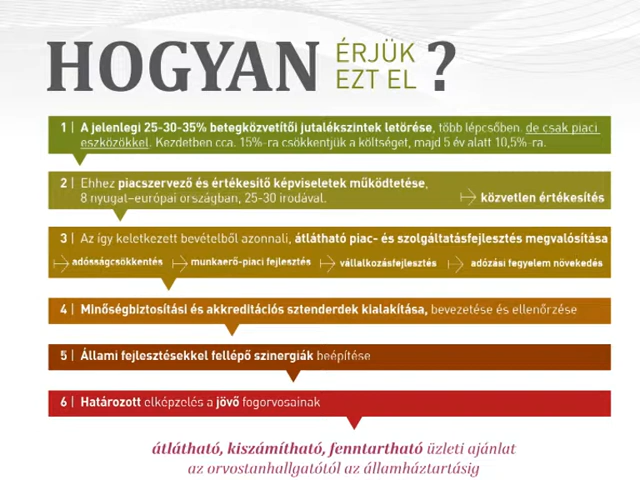 HOGYAN ÉRJÜK EZT EL ?
1 | A jelenlegi 25-30-35% betegközvetítői jutalékszintek letörése, több lépcsőben, de csak piaci
eszközökkel. Kezdetben cca. 15%-ra csökkentjük a költséget, majd 5 év alatt 10,5%-ra.
2 | Ehhez piacszervező és értékesítő képviseletek működtetése,
8 nyugat–európai országban, 25-30 irodával.
közvetlen értékesítés
3 | Az így keletkezett bevételből azonnali, átlátható piac- és szolgáltatásfejlesztés megvalósítása
adósságcsökkentés munkaerő-piaci fejlesztés vállalkozásfejlesztés adózási fegyelem növekedés
4 | Minőségbiztosítási és akkreditációs sztenderdek kialakítása, bevezetése és ellenőrzése
5 | Állami fejlesztésekkel fellépő szinergiák beépítése
6 | Határozott elképzelés a jövő fogorvosainak
átlátható, kiszámítható, fenntartható üzleti ajánlat
az orvostanhallgatótól az államháztartásig